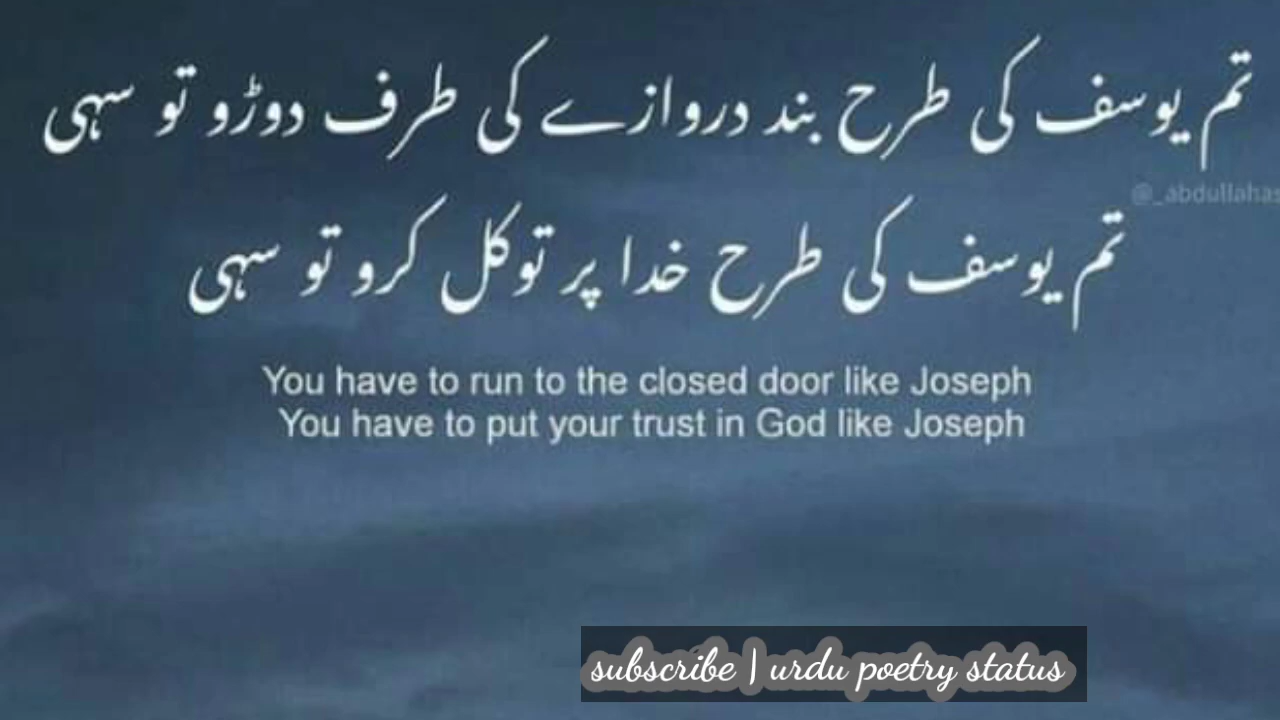 تم یوسف کی طرح بند دروازے کی طرف دوڑو تو سہی
@_abdullahas
تم یوسف کی طرح خدا پر توکل کرو تو سہی
You have to run to the closed door like Joseph
You have to put your trust in God like Joseph
subscribe | urdu poetry status